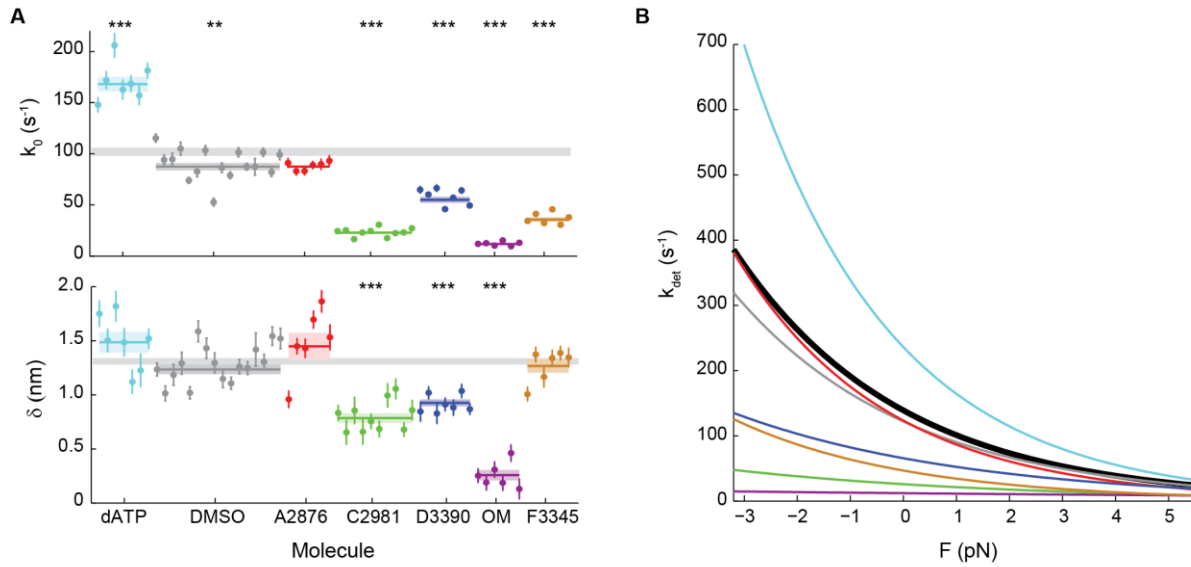 A
*** ** *** *** *** ***
200
150
100
50
0
k0 (s-1)
*** *** ***
2.0
1.5
1.0
0.5
0
δ (nm)
dATP DMSO A2876 C2981 D3390 OM F3345
Molecule
B
700
600
500
400
300
200
100
0
kdet (s-1)
−3 −2 −1 0 1 2 3 4 5
F (pN)